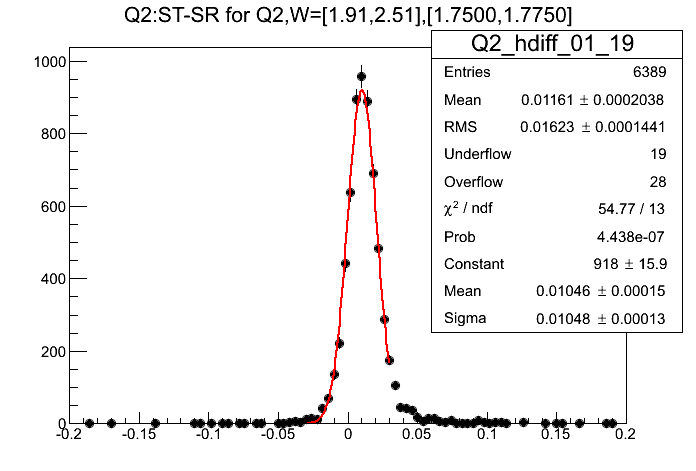 Q2:ST-SR for Q2,W=[1.91,2.51],[1.7500,1.7750]
Q2_hdiff_01_19
Entries 6389
Mean 0.01161 ± 0.0002038
RMS 0.01623 ± 0.0001441
Underflow 19
Overflow 28
χ² / ndf 54.77 / 13
Prob 4.438e-07
Constant 918 ± 15.9
Mean 0.01046 ± 0.00015
Sigma 0.01048 ± 0.00013
1000
800
600
400
200
0
-0.2 -0.15 -0.1 -0.05 0 0.05 0.1 0.15 0.2